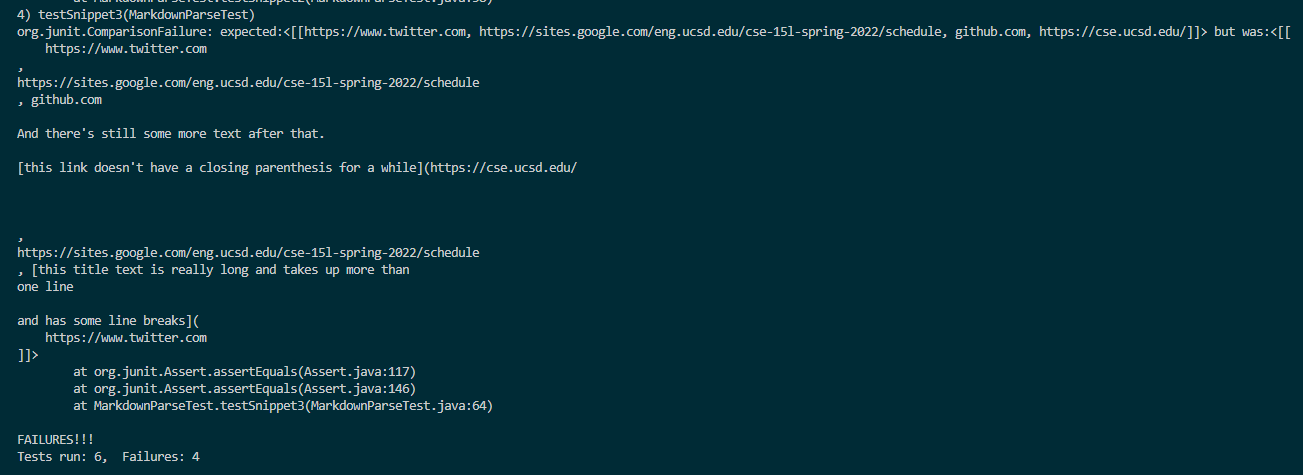 at MarkdownParseTest.testSnippet2(MarkdownParseTest.java:58)
4) testSnippet3(MarkdownParseTest)
org.junit.ComparisonFailure: expected:<[[https://www.twitter.com, https://sites.google.com/eng.ucsd.edu/cse-15l-spring-2022/schedule, github.com, https://cse.ucsd.edu/]]> but was:<[[
https://www.twitter.com
,
https://sites.google.com/eng.ucsd.edu/cse-15l-spring-2022/schedule
, github.com
And there's still some more text after that.
[this link doesn't have a closing parenthesis for a while](https://cse.ucsd.edu/
,
https://sites.google.com/eng.ucsd.edu/cse-15l-spring-2022/schedule
, [this title text is really long and takes up more than
one line
and has some line breaks](
https://www.twitter.com
]]>
at org.junit.Assert.assertEquals(Assert.java:117)
at org.junit.Assert.assertEquals(Assert.java:146)
at MarkdownParseTest.testSnippet3(MarkdownParseTest.java:64)
FAILURES!!!
Tests run: 6,  Failures: 4